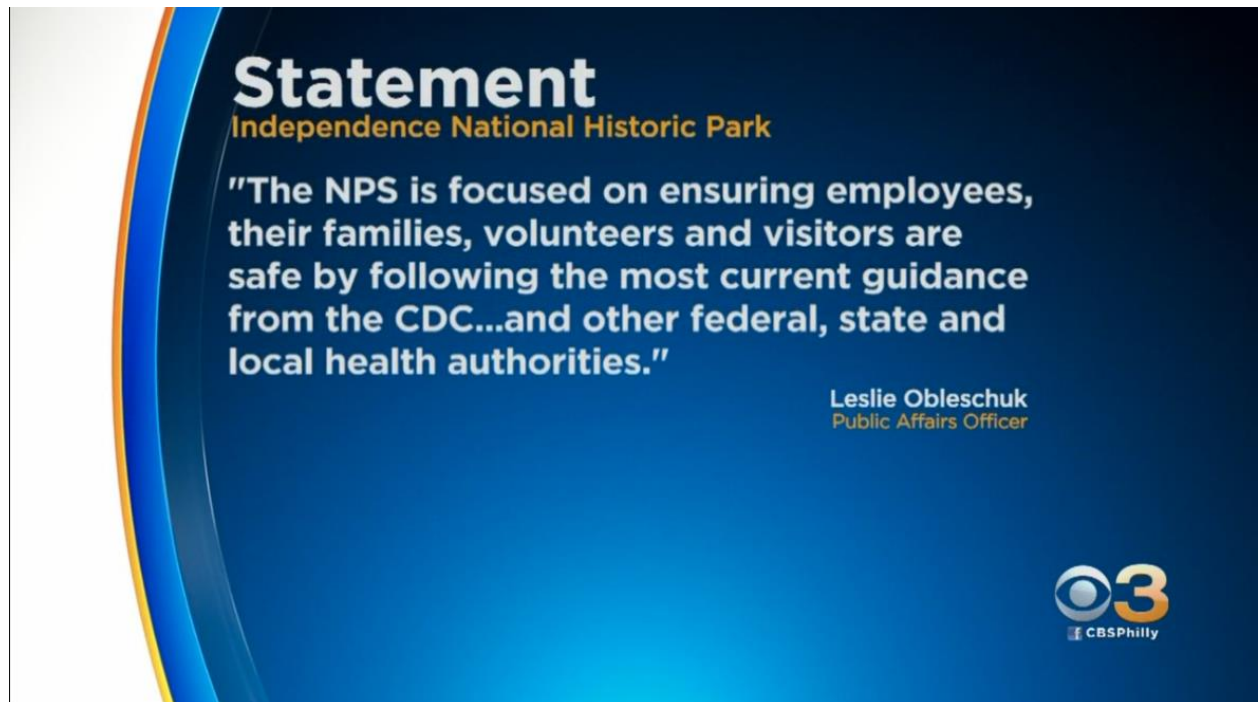 Statement
Independence National Historic Park
"The NPS is focused on ensuring employees,
their families, volunteers and visitors are
safe by following the most current guidance
from the CDC...and other federal, state and
local health authorities."
Leslie Obleschuk
Public Affairs Officer
3
f CBSPhilly